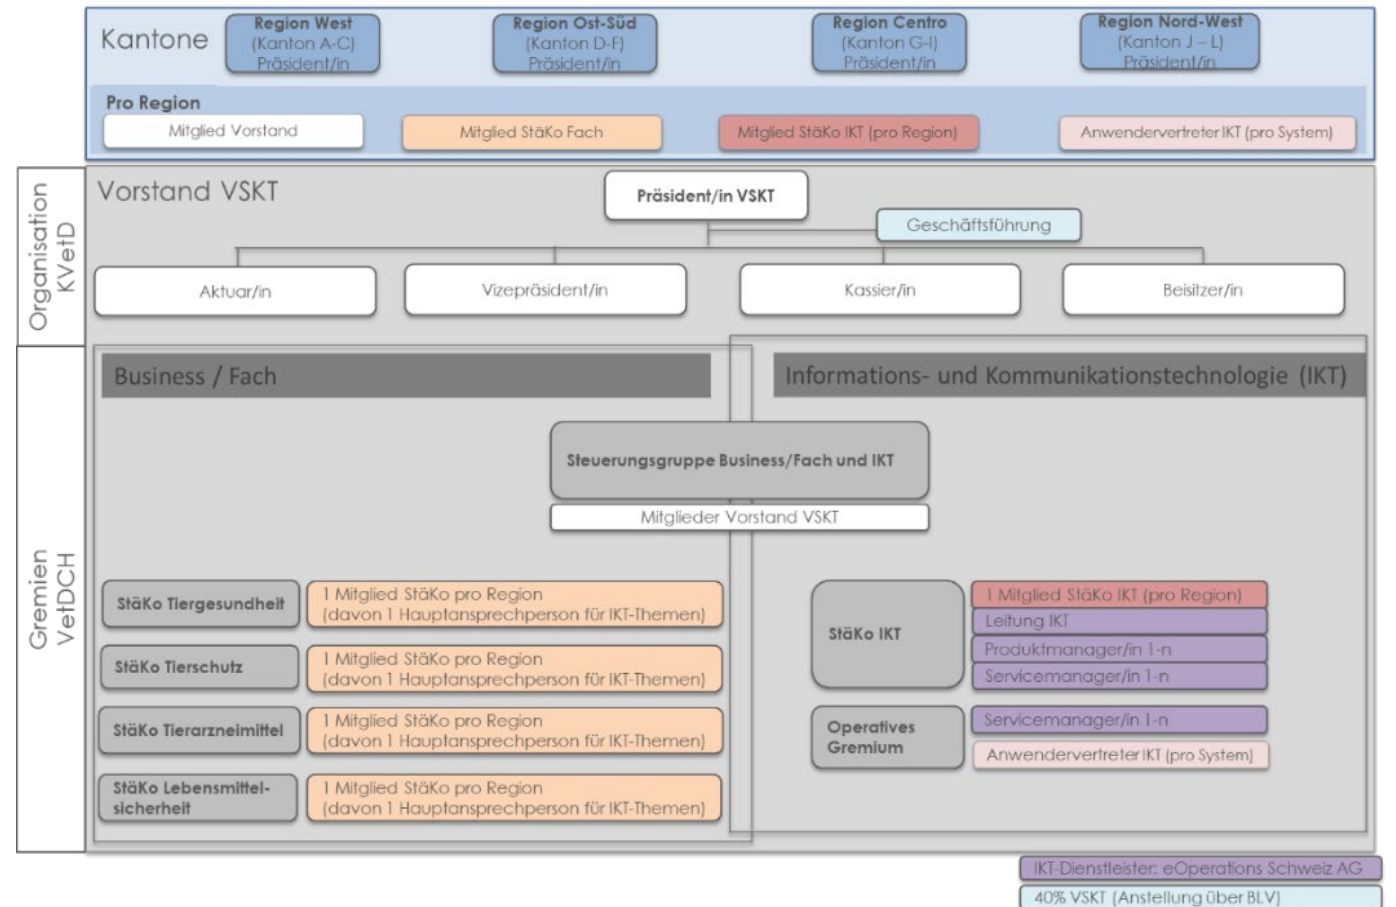 Kantone
Region West
(Kanton A-C)
Präsident/in
Region Ost-Süd
(Kanton D-F)
Präsident/in
Region Centro
(Kanton G-I)
Präsident/in
Region Nord-West
(Kanton J – L)
Präsident/in
Pro Region
Mitglied Vorstand
Mitglied StäKo Fach
Mitglied StäKo IKT (pro Region)
Anwendervertreter IKT (pro System)
Organisation
KVetD
Vorstand VSKT
Präsident/in VSKT
Geschäftsführung
Aktuar/in
Vizepräsident/in
Kassier/in
Beisitzer/in
Gremien
VetDCH
Business / Fach
Informations- und Kommunikationstechnologie (IKT)
Steuerungsgruppe Business/Fach und IKT
Mitglieder Vorstand VSKT
StäKo Tiergesundheit
1 Mitglied StäKo pro Region
(davon 1 Hauptansprechperson für IKT-Themen)
StäKo Tierschutz
1 Mitglied StäKo pro Region
(davon 1 Hauptansprechperson für IKT-Themen)
StäKo Tierarzneimittel
1 Mitglied StäKo pro Region
(davon 1 Hauptansprechperson für IKT-Themen)
StäKo Lebensmittel-
sicherheit
1 Mitglied StäKo pro Region
(davon 1 Hauptansprechperson für IKT-Themen)
StäKo IKT
1 Mitglied StäKo IKT (pro Region)
Leitung IKT
Produktmanager/in 1-n
Servicemanager/in 1-n
Operatives
Gremium
Servicemanager/in 1-n
Anwendervertreter IKT (pro System)
IKT-Dienstleister: eOperations Schweiz AG
40% VSKT (Anstellung über BLV)